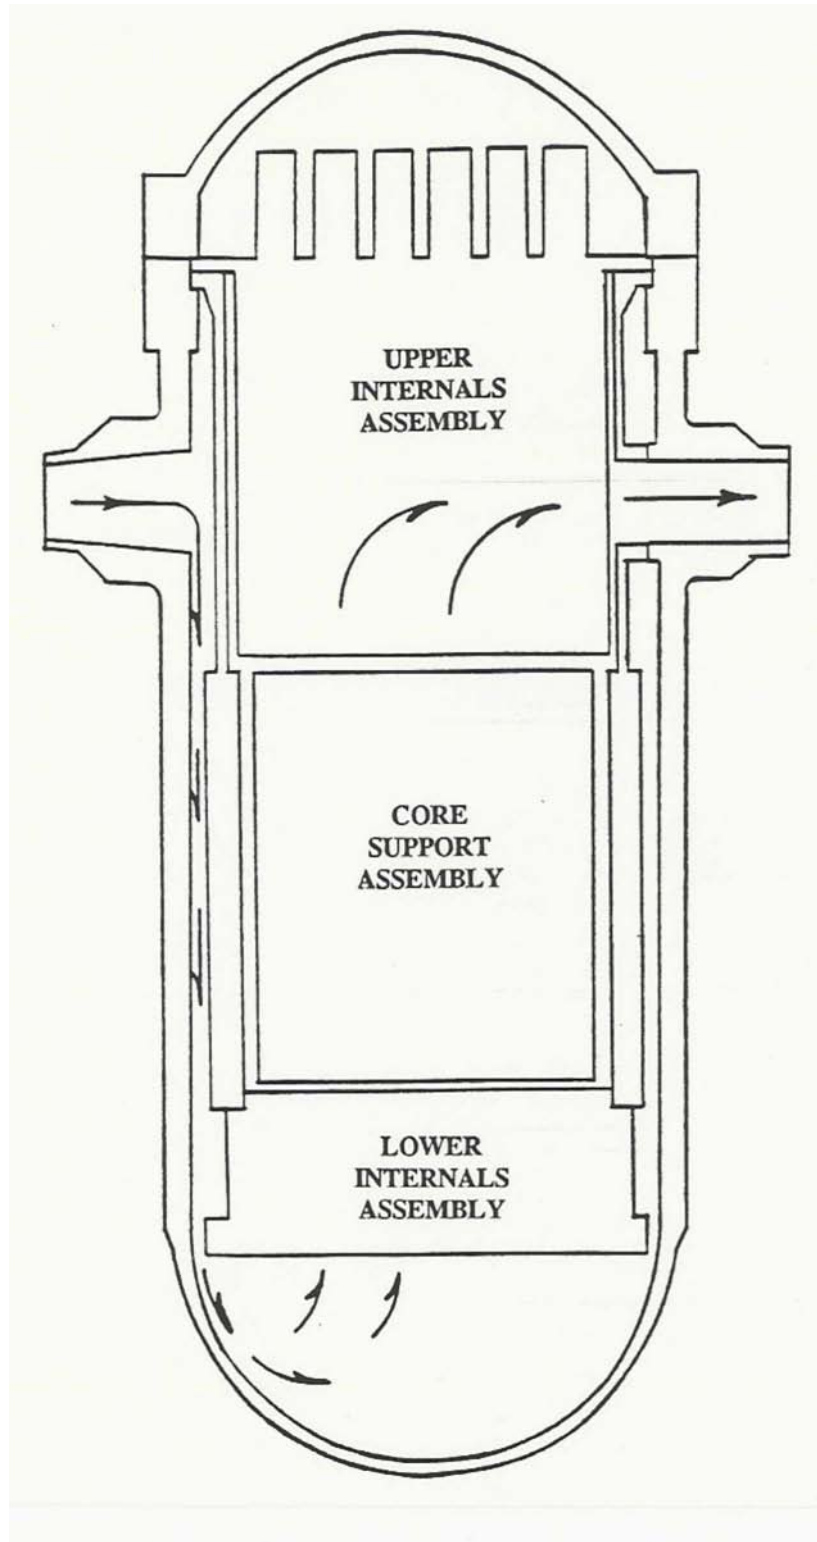 UPPER
INTERNALS
ASSEMBLY
CORE
SUPPORT
ASSEMBLY
LOWER
INTERNALS
ASSEMBLY